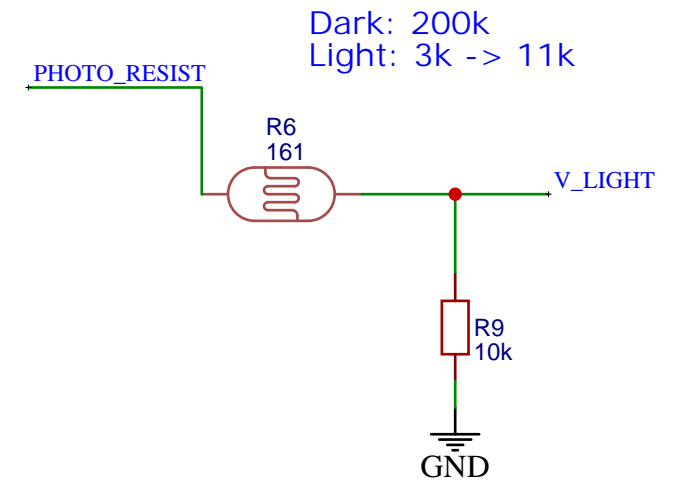 Dark: 200k
Light: 3k -> 11k
PHOTO_RESIST
R6
161
V_LIGHT
R9
10k
GND